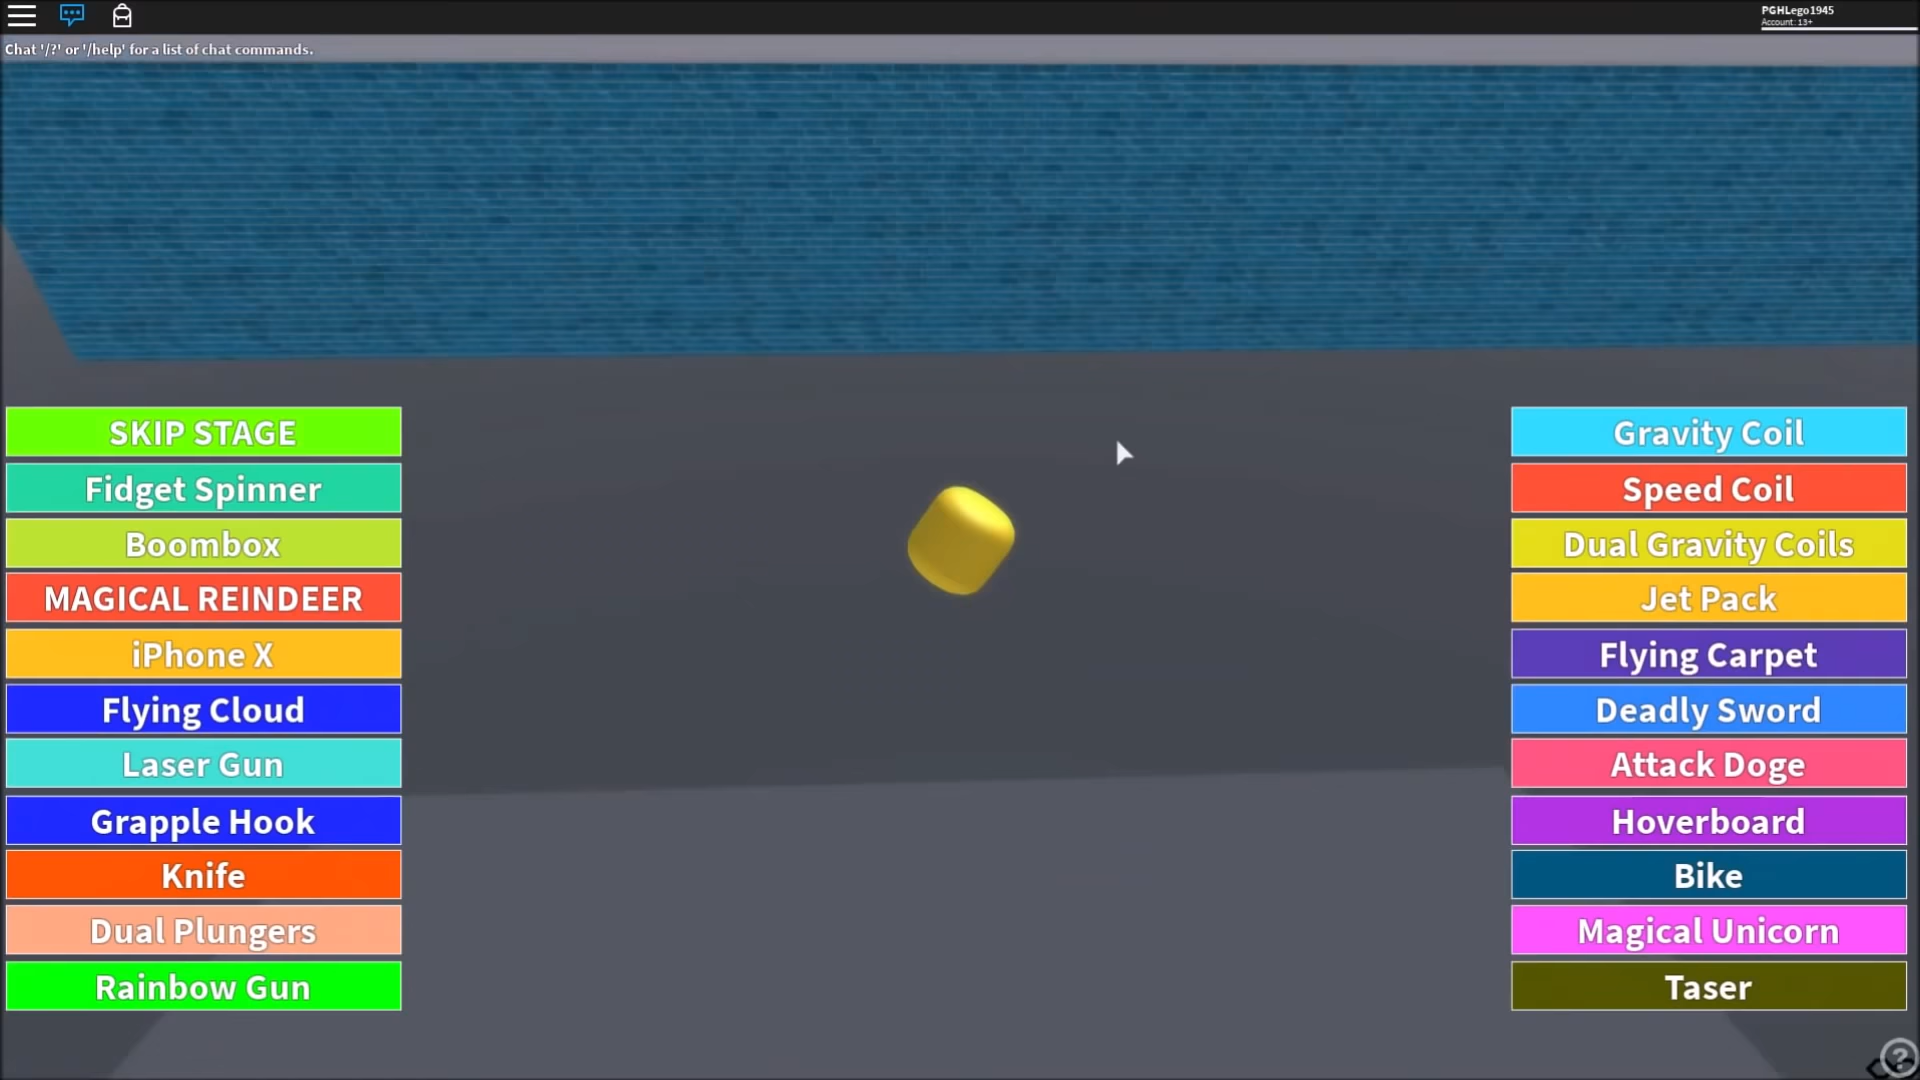 PGHLego1945
Account: 13+
Chat '/?' or '/help' for a list of chat commands.
SKIP STAGE
Fidget Spinner
Boombox
MAGICAL REINDEER
iPhone X
Flying Cloud
Laser Gun
Grapple Hook
Knife
Dual Plungers
Rainbow Gun
Gravity Coil
Speed Coil
Dual Gravity Coils
Jet Pack
Flying Carpet
Deadly Sword
Attack Doge
Hoverboard
Bike
Magical Unicorn
Taser
?